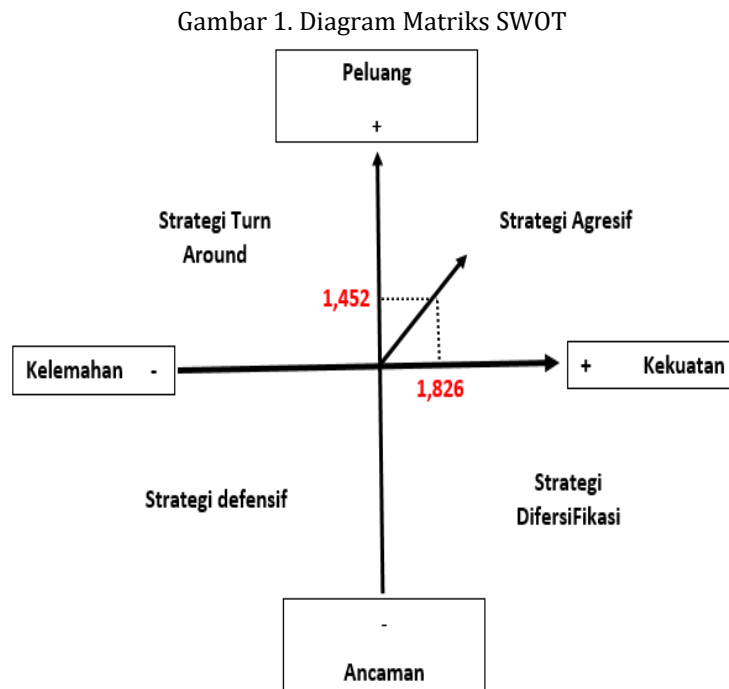 Gambar 1. Diagram Matriks SWOT
Peluang
+
Strategi Turn
Around
Strategi Agresif
1,452
Kelemahan -
+ Kekuatan
1,826
Strategi defensif
Strategi
DifersiFikasi
-
Ancaman